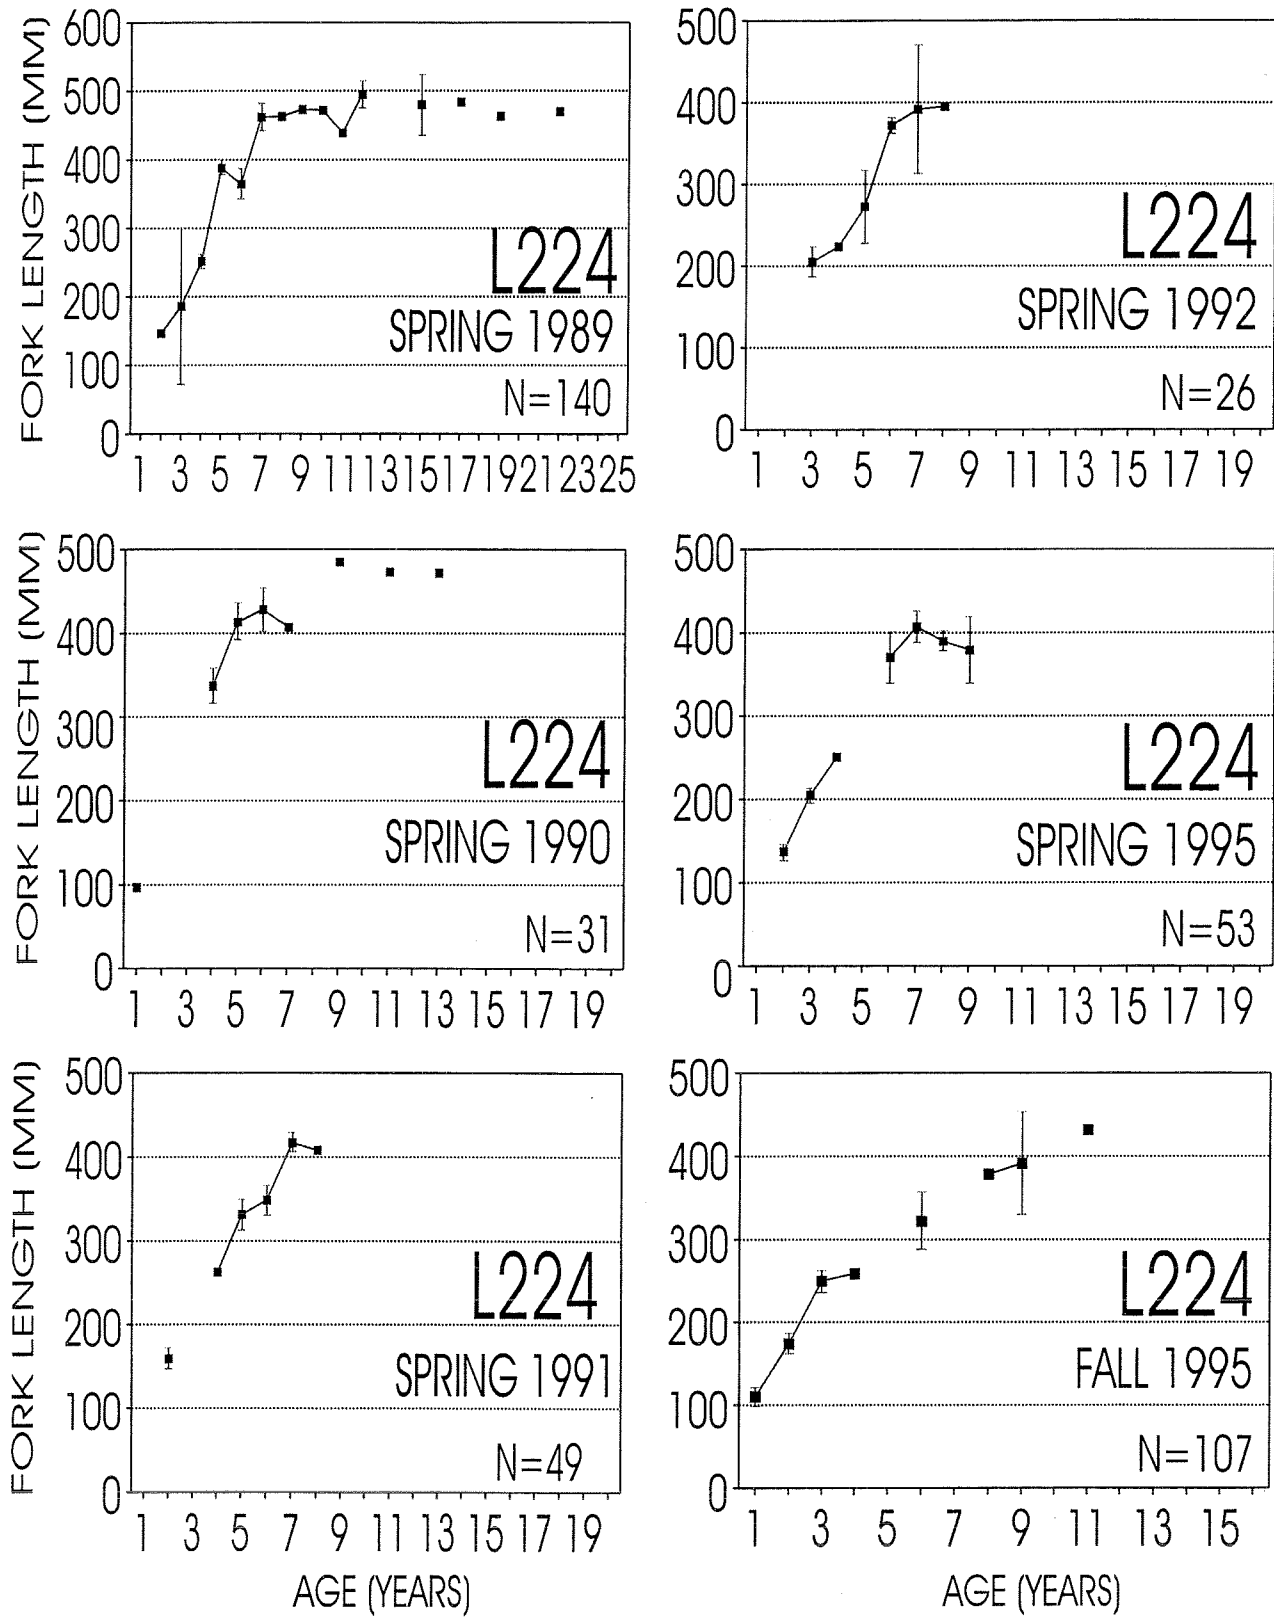 FORK LENGTH (MM)
600
500
400
300
200
100
0
L224
SPRING 1989
N=140
1 3 5 7 9 11 13 15 17 19 21 23 25
500
400
300
200
100
0
L224
SPRING 1992
N=26
1 3 5 7 9 11 13 15 17 19
FORK LENGTH (MM)
500
400
300
200
100
0
L224
SPRING 1990
N=31
1 3 5 7 9 11 13 15 17 19
500
400
300
200
100
0
L224
SPRING 1995
N=53
1 3 5 7 9 11 13 15 17 19
FORK LENGTH (MM)
500
400
300
200
100
0
L224
SPRING 1991
N=49
1 3 5 7 9 11 13 15 17 19
AGE (YEARS)
500
400
300
200
100
0
L224
FALL 1995
N=107
1 3 5 7 9 11 13 15
AGE (YEARS)